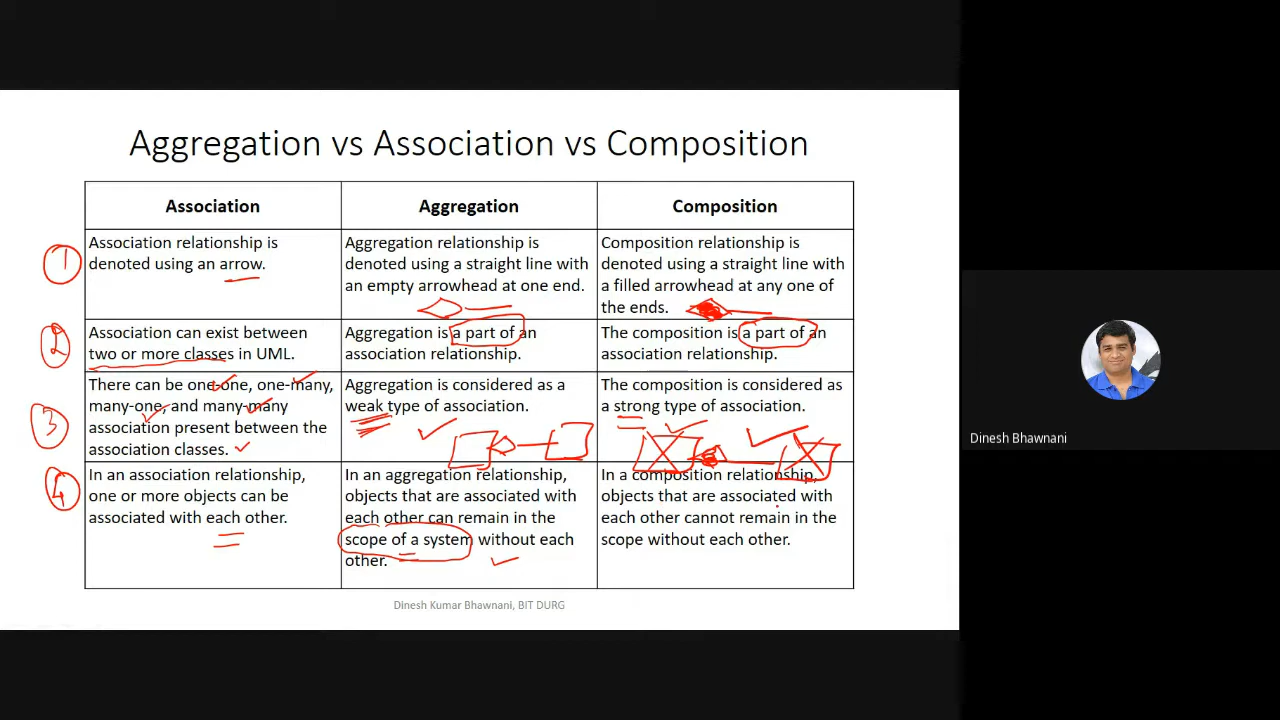 Aggregation vs Association vs Composition
Association
Aggregation
Composition
1
Association relationship is
denoted using an arrow.
Aggregation relationship is
denoted using a straight line with
an empty arrowhead at one end.
Composition relationship is
denoted using a straight line with
a filled arrowhead at any one of
the ends.
2
Association can exist between
two or more classes in UML.
Aggregation is a part of an
association relationship.
The composition is a part of an
association relationship.
3
There can be one-one, one-many,
many-one, and many-many
association present between the
association classes.
Aggregation is considered as a
weak type of association.
The composition is considered as
a strong type of association.
4
In an association relationship,
one or more objects can be
associated with each other.
In an aggregation relationship,
objects that are associated with
each other can remain in the
scope of a system without each
other.
In a composition relationship,
objects that are associated with
each other cannot remain in the
scope without each other.
Dinesh Kumar Bhawnani, BIT DURG
Dinesh Bhawnani